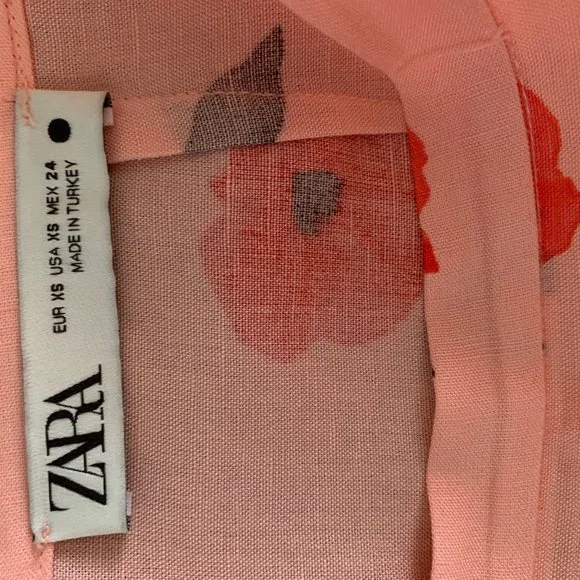 ZARA
EUR XS USA XS MEX 24
MADE IN TURKEY